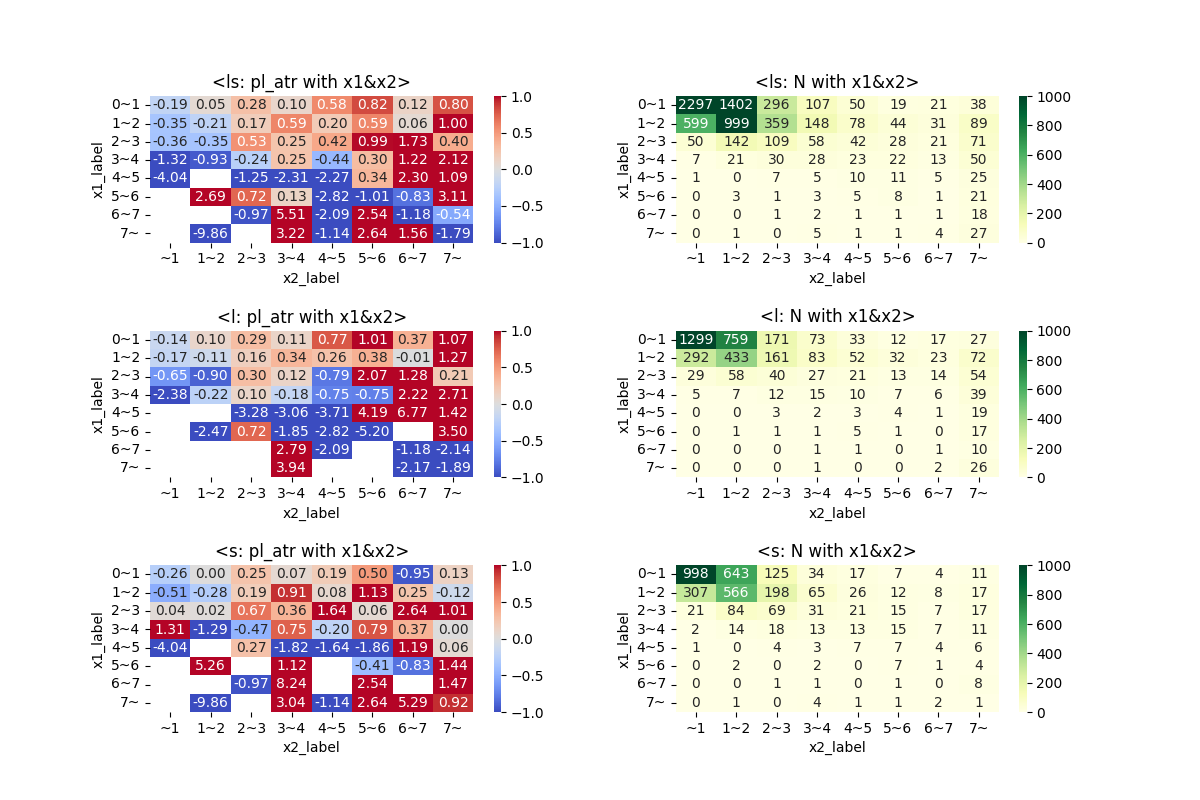 <ls: pl_atr with x1&x2>
x1_label
0~1 -0.19 0.05 0.28 0.10 0.58 0.82 0.12 0.80
1~2 -0.35 -0.21 0.17 0.59 0.20 0.59 0.06 1.00
2~3 -0.36 -0.35 0.53 0.25 0.42 0.99 1.73 0.40
3~4 -1.32 -0.93 -0.24 0.25 -0.44 0.30 1.22 2.12
4~5 -4.04 -1.25 -2.31 -2.27 0.34 2.30 1.09
5~6 2.69 0.72 0.13 -2.82 -1.01 -0.83 3.11
6~7 -0.97 5.51 -2.09 2.54 -1.18 -0.54
7~ -9.86 3.22 -1.14 2.64 1.56 -1.79
~1 1~2 2~3 3~4 4~5 5~6 6~7 7~
x2_label
1.0
0.5
0.0
−0.5
−1.0
<ls: N with x1&x2>
x1_label
0~1 2297 1402 296 107 50 19 21 38
1~2 599 999 359 148 78 44 31 89
2~3 50 142 109 58 42 28 21 71
3~4 7 21 30 28 23 22 13 50
4~5 1 0 7 5 10 11 5 25
5~6 0 3 1 3 5 8 1 21
6~7 0 0 1 2 1 1 1 18
7~ 0 1 0 5 1 1 4 27
~1 1~2 2~3 3~4 4~5 5~6 6~7 7~
x2_label
1000
800
600
400
200
0
<l: pl_atr with x1&x2>
x1_label
0~1 -0.14 0.10 0.29 0.11 0.77 1.01 0.37 1.07
1~2 -0.17 -0.11 0.16 0.34 0.26 0.38 -0.01 1.27
2~3 -0.65 -0.90 0.30 0.12 -0.79 2.07 1.28 0.21
3~4 -2.38 -0.22 0.10 -0.18 -0.75 -0.75 2.22 2.71
4~5 -3.28 -3.06 -3.71 4.19 6.77 1.42
5~6 -2.47 0.72 -1.85 -2.82 -5.20 3.50
6~7 2.79 -2.09 -1.18 -2.14
7~ 3.94 -2.17 -1.89
~1 1~2 2~3 3~4 4~5 5~6 6~7 7~
x2_label
1.0
0.5
0.0
−0.5
−1.0
<l: N with x1&x2>
x1_label
0~1 1299 759 171 73 33 12 17 27
1~2 292 433 161 83 52 32 23 72
2~3 29 58 40 27 21 13 14 54
3~4 5 7 12 15 10 7 6 39
4~5 0 0 3 2 3 4 1 19
5~6 0 1 1 1 5 1 0 17
6~7 0 0 0 1 1 0 1 10
7~ 0 0 0 1 0 0 2 26
~1 1~2 2~3 3~4 4~5 5~6 6~7 7~
x2_label
1000
800
600
400
200
0
<s: pl_atr with x1&x2>
x1_label
0~1 -0.26 0.00 0.25 0.07 0.19 0.50 -0.95 0.13
1~2 -0.51 -0.28 0.19 0.91 0.08 1.13 0.25 -0.12
2~3 0.04 0.02 0.67 0.36 1.64 0.06 2.64 1.01
3~4 1.31 -1.29 -0.47 0.75 -0.20 0.79 0.37 0.00
4~5 -4.04 0.27 -1.82 -1.64 -1.86 1.19 0.06
5~6 5.26 1.12 -0.41 -0.83 1.44
6~7 -0.97 8.24 2.54 1.47
7~ -9.86 3.04 -1.14 2.64 5.29 0.92
~1 1~2 2~3 3~4 4~5 5~6 6~7 7~
x2_label
1.0
0.5
0.0
−0.5
−1.0
<s: N with x1&x2>
x1_label
0~1 998 643 125 34 17 7 4 11
1~2 307 566 198 65 26 12 8 17
2~3 21 84 69 31 21 15 7 17
3~4 2 14 18 13 13 15 7 11
4~5 1 0 4 3 7 7 4 6
5~6 0 2 0 2 0 7 1 4
6~7 0 0 1 1 0 1 0 8
7~ 0 1 0 4 1 1 2 1
~1 1~2 2~3 3~4 4~5 5~6 6~7 7~
x2_label
1000
800
600
400
200
0